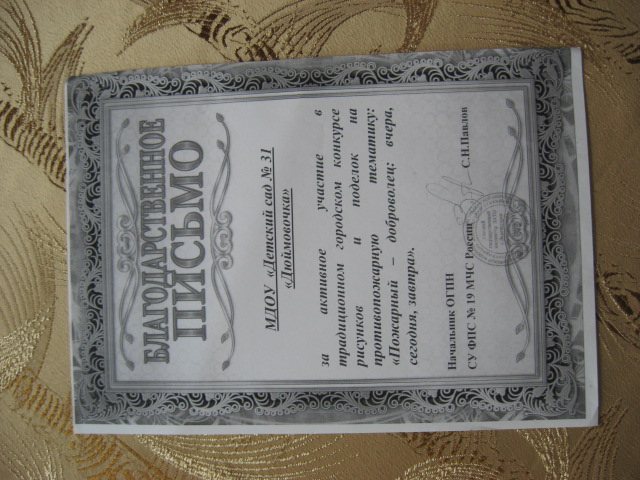 БЛАГОДАРСТВЕННОЕ
ПИСЬМО
МДОУ «Детский сад № 31
«Дюймовочка»
за активное участие в
традиционном городском конкурсе
рисунков и поделок на
противопожарную тематику:
«Пожарный – доброволец: вчера,
сегодня, завтра».
Начальник ОГПН
СУ ФПС № 19 МЧС России С.Н.Павлов